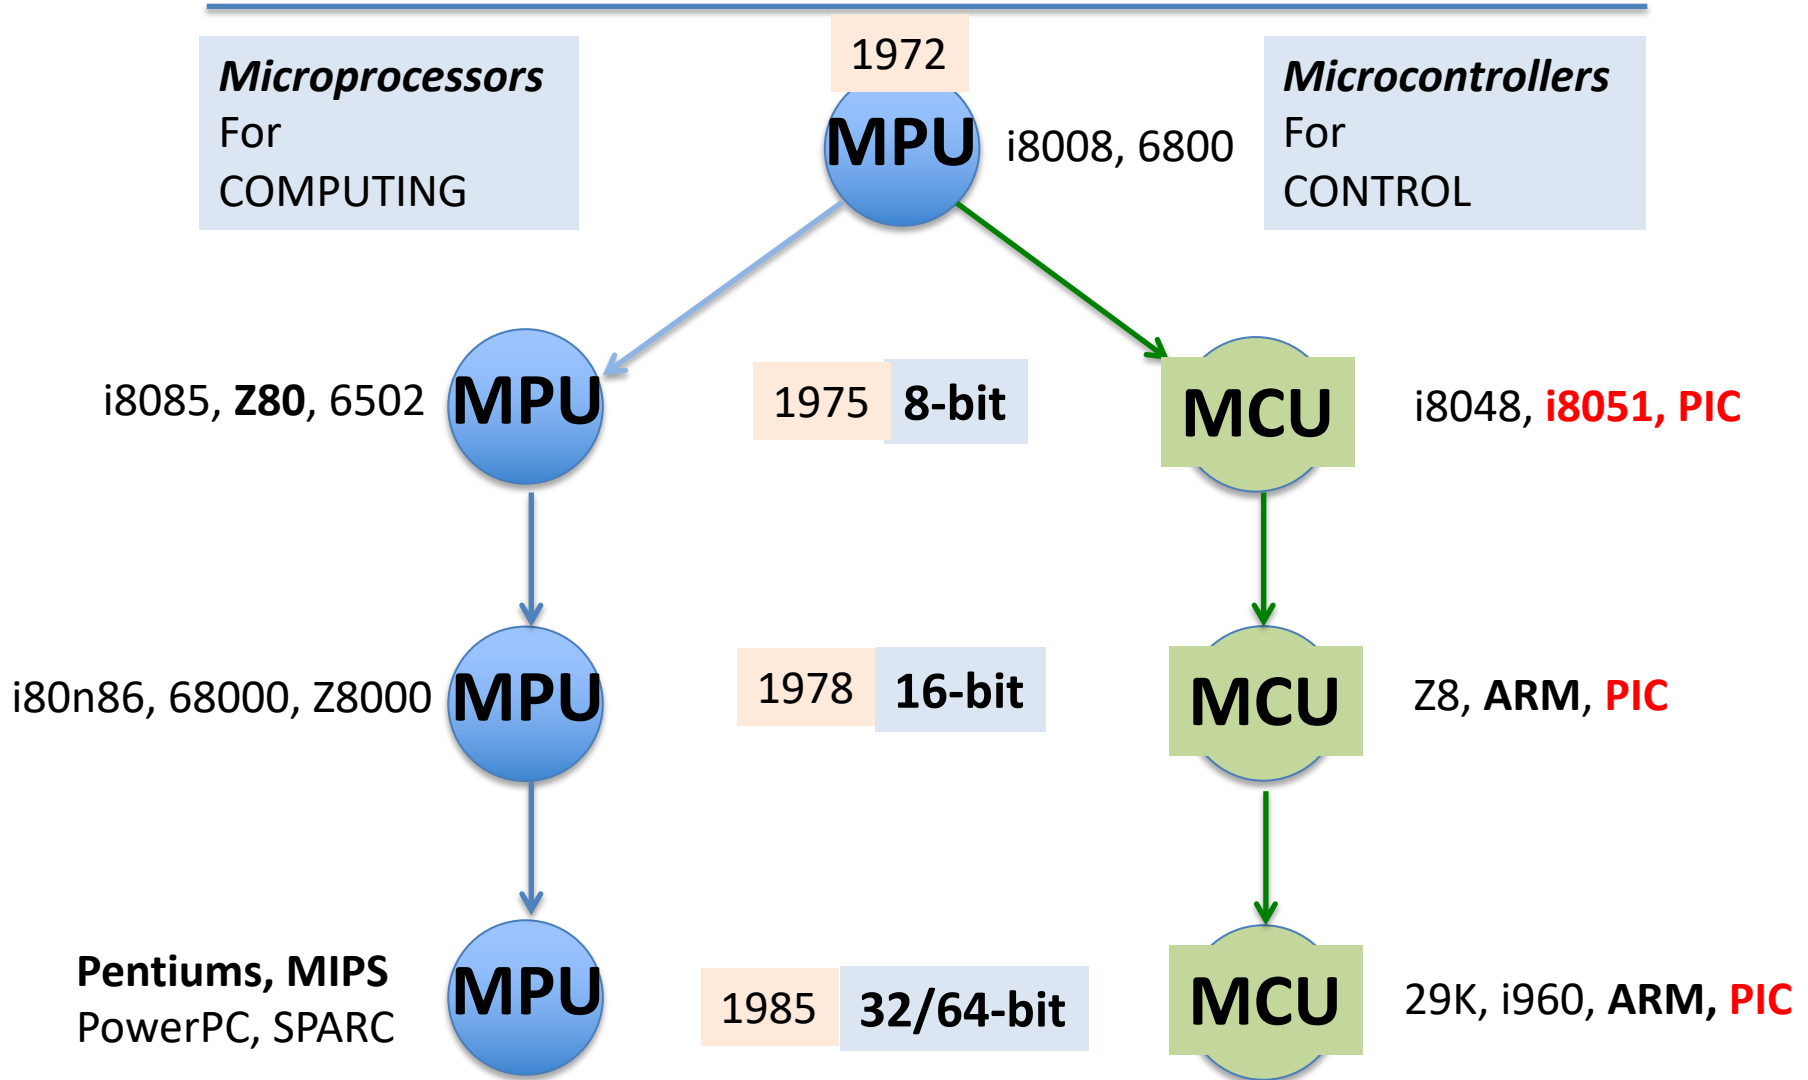 1972
Microprocessors
For
COMPUTING
MPU
i8008, 6800
Microcontrollers
For
CONTROL
i8085, Z80, 6502
MPU
1975
8-bit
MCU
i8048, i8051, PIC
i80n86, 68000, Z8000
MPU
1978
16-bit
MCU
Z8, ARM, PIC
Pentiums, MIPS
PowerPC, SPARC
MPU
1985
32/64-bit
MCU
29K, i960, ARM, PIC